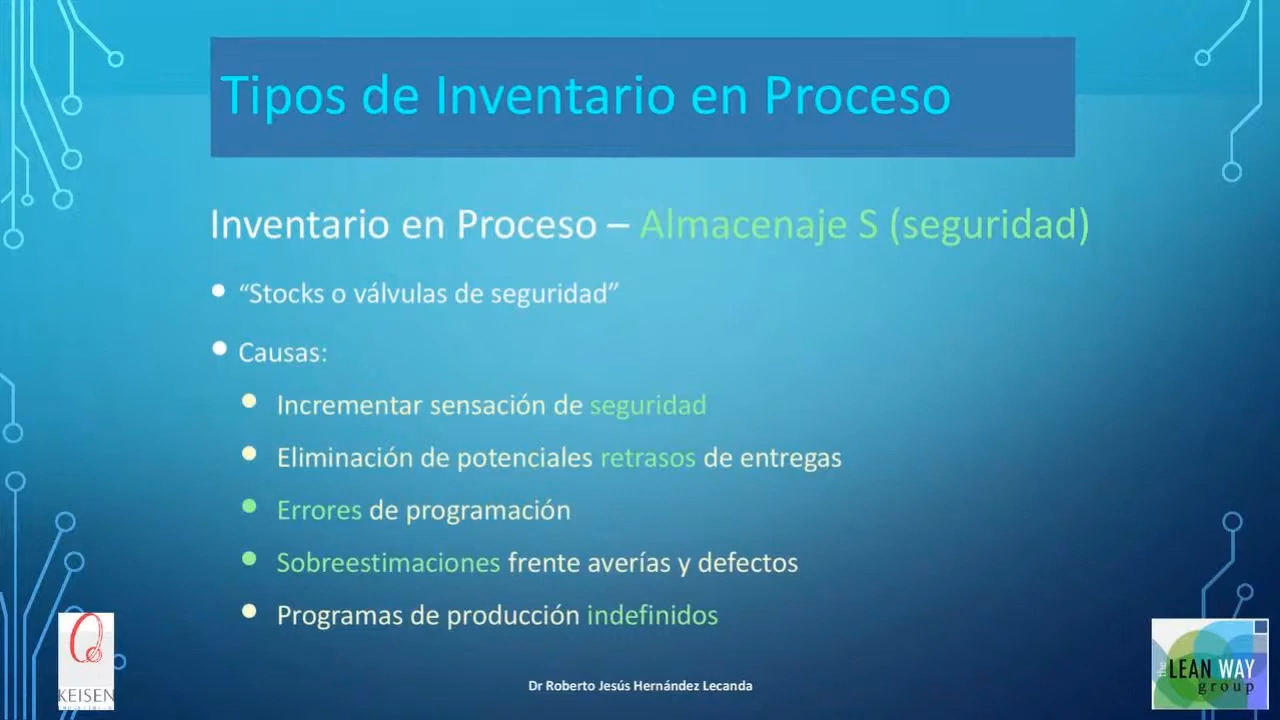 Tipos de Inventario en Proceso
Inventario en Proceso – Almacenaje S (seguridad)
• “Stocks o válvulas de seguridad”
• Causas:
• Incrementar sensación de seguridad
• Eliminación de potenciales retrasos de entregas
• Errores de programación
• Sobreestimaciones frente averías y defectos
• Programas de producción indefinidos
KEISEN
Dr Roberto Jesús Hernández Lecanda
the LEAN WAY
group